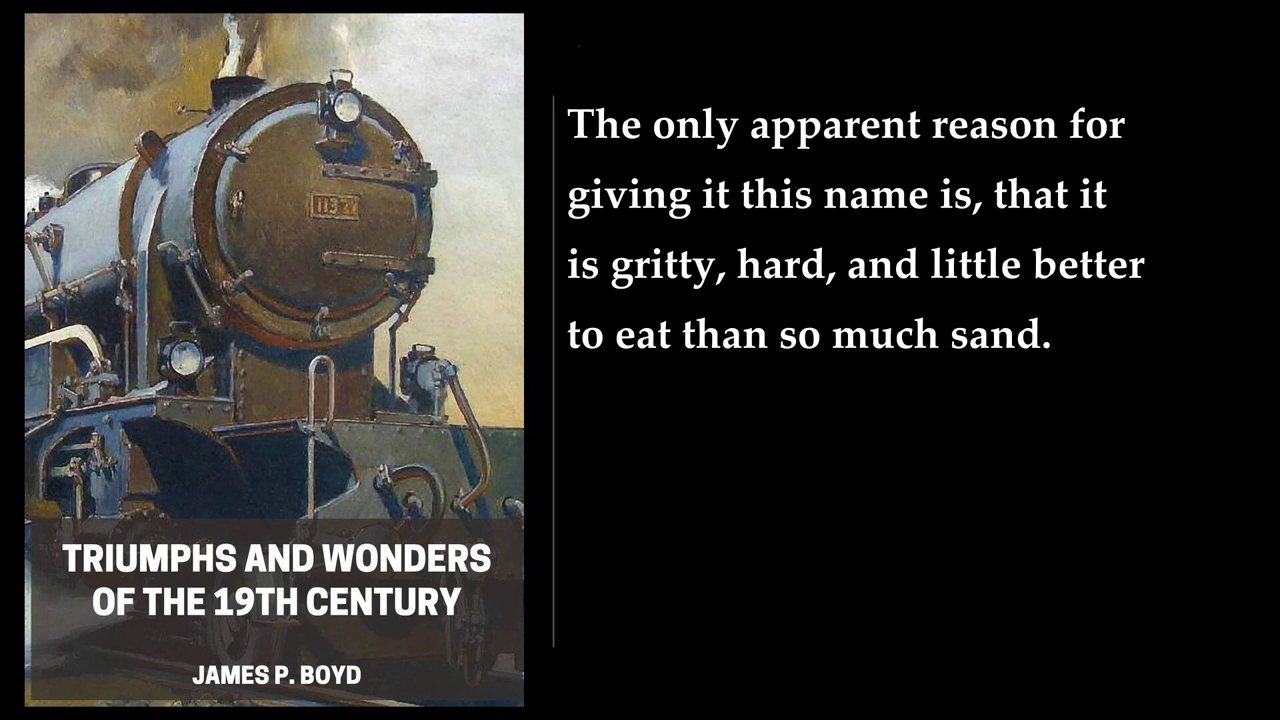 The only apparent reason for
giving it this name is, that it
is gritty, hard, and little better
to eat than so much sand.
TRIUMPHS AND WONDERS
OF THE 19TH CENTURY
JAMES P. BOYD